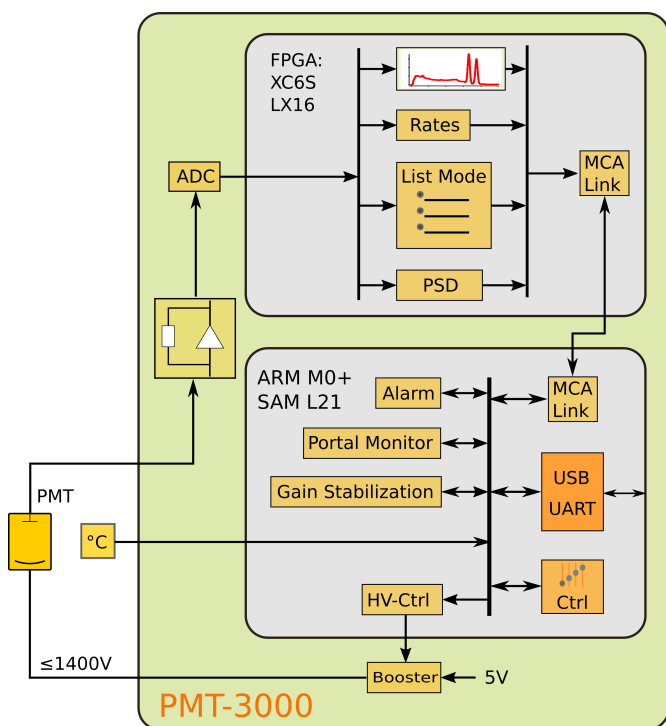 FPGA:
XC6S
LX16
Rates
List Mode
PSD
ADC
MCA
Link
ARM M0+
SAM L21
Alarm
Portal Monitor
Gain Stabilization
MCA
Link
USB
UART
Ctrl
HV-Ctrl
PMT
°C
≤1400V
Booster
5V
PMT-3000